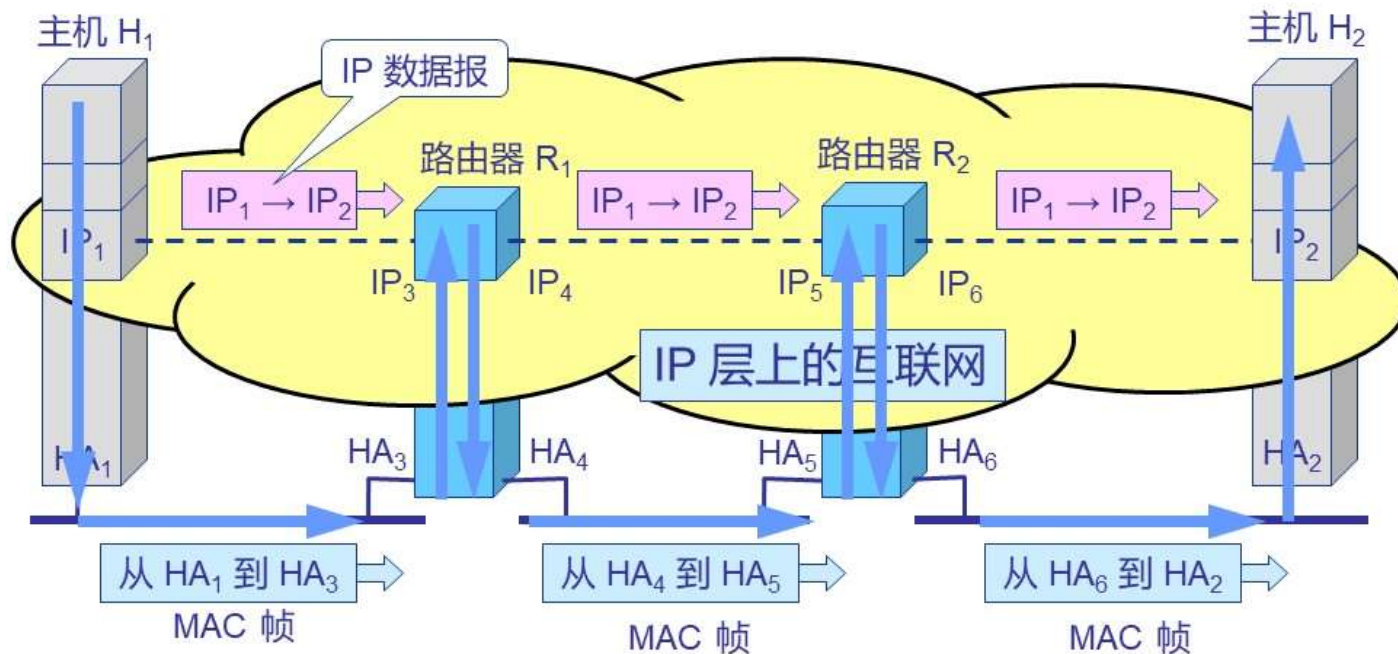 主机 H₁
主机 H₂
IP 数据报
路由器 R₁
路由器 R₂
IP₁ → IP₂
IP₁ → IP₂
IP₁ → IP₂
IP₁
IP₂
IP₃
IP₄
IP₅
IP₆
IP 层上的互联网
HA₁
HA₃
HA₄
HA₅
HA₆
HA₂
从 HA₁ 到 HA₃
从 HA₄ 到 HA₅
从 HA₆ 到 HA₂
MAC 帧
MAC 帧
MAC 帧